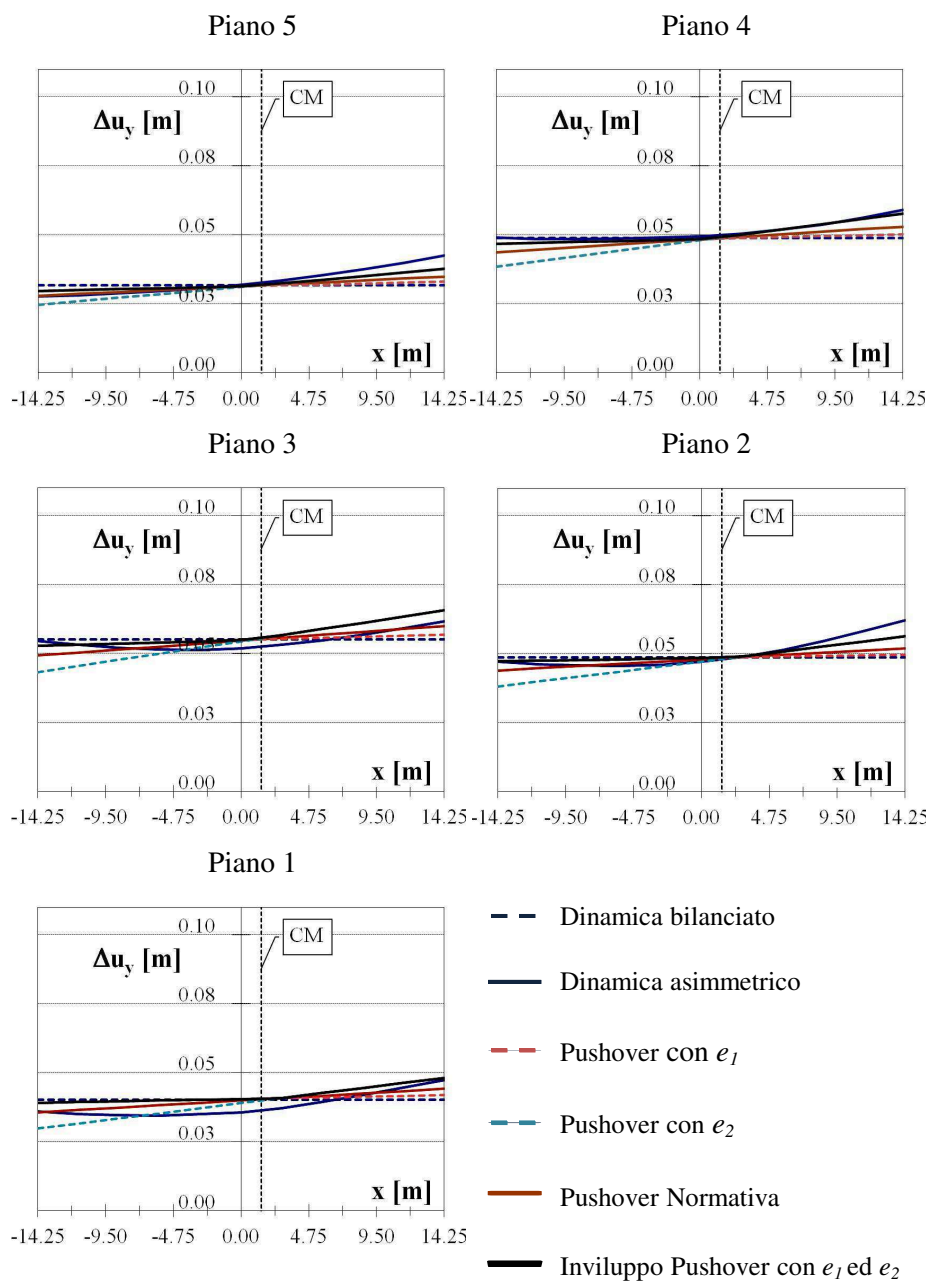 Piano 5
Piano 4
0.10
CM
Δu_y [m]
0.08
0.05
0.03
x [m]
0.00
-14.25 -9.50 -4.75 0.00 4.75 9.50 14.25
0.10
CM
Δu_y [m]
0.08
0.05
0.03
x [m]
0.00
-14.25 -9.50 -4.75 0.00 4.75 9.50 14.25
Piano 3
Piano 2
0.10
CM
Δu_y [m]
0.08
0.03
x [m]
0.00
-14.25 -9.50 -4.75 0.00 4.75 9.50 14.25
0.10
CM
Δu_y [m]
0.08
0.05
0.03
x [m]
0.00
-14.25 -9.50 -4.75 0.00 4.75 9.50 14.25
Piano 1
0.10
CM
Δu_y [m]
0.08
0.05
0.03
x [m]
0.00
-14.25 -9.50 -4.75 0.00 4.75 9.50 14.25
Dinamica bilanciato
Dinamica asimmetrico
Pushover con e1
Pushover con e2
Pushover Normativa
Inviluppo Pushover con e1 ed e2